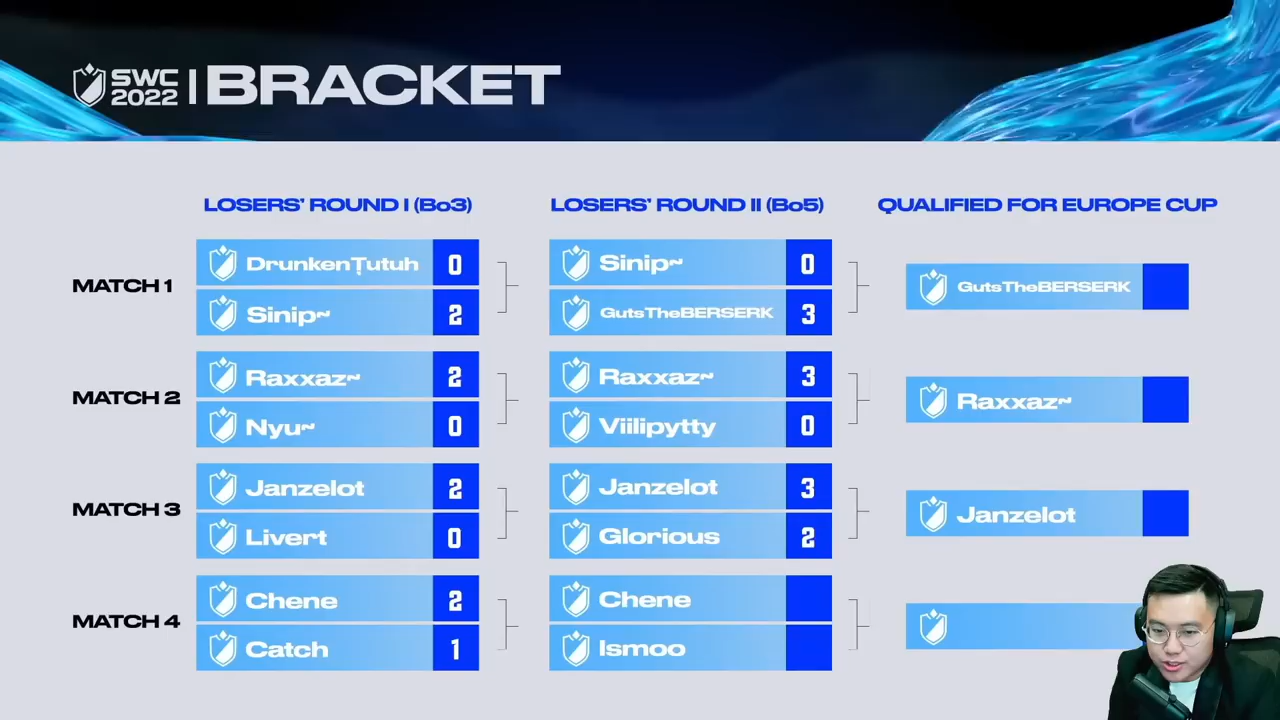 SWC
2022
BRACKET
LOSERS' ROUND I (Bo3)
LOSERS' ROUND II (Bo5)
QUALIFIED FOR EUROPE CUP
MATCH 1
DrunkenṬutuh 0
Sinip~ 2
Sinip~ 0
GutsTheBERSERK 3
GutsTheBERSERK
MATCH 2
Raxxaz~ 2
Nyu~ 0
Raxxaz~ 3
Viilipytty 0
Raxxaz~
MATCH 3
Janzelot 2
Livert 0
Janzelot 3
Glorious 2
Janzelot
MATCH 4
Chene 2
Catch 1
Chene
Ismoo